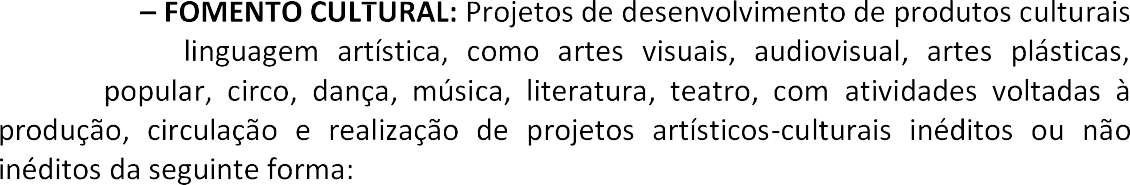 – FOMENTO CULTURAL: Projetos de desenvolvimento de produtos culturais
linguagem artística, como artes visuais, audiovisual, artes plásticas,
popular, circo, dança, música, literatura, teatro, com atividades voltadas à
produção, circulação e realização de projetos artísticos-culturais inéditos ou não
inéditos da seguinte forma: